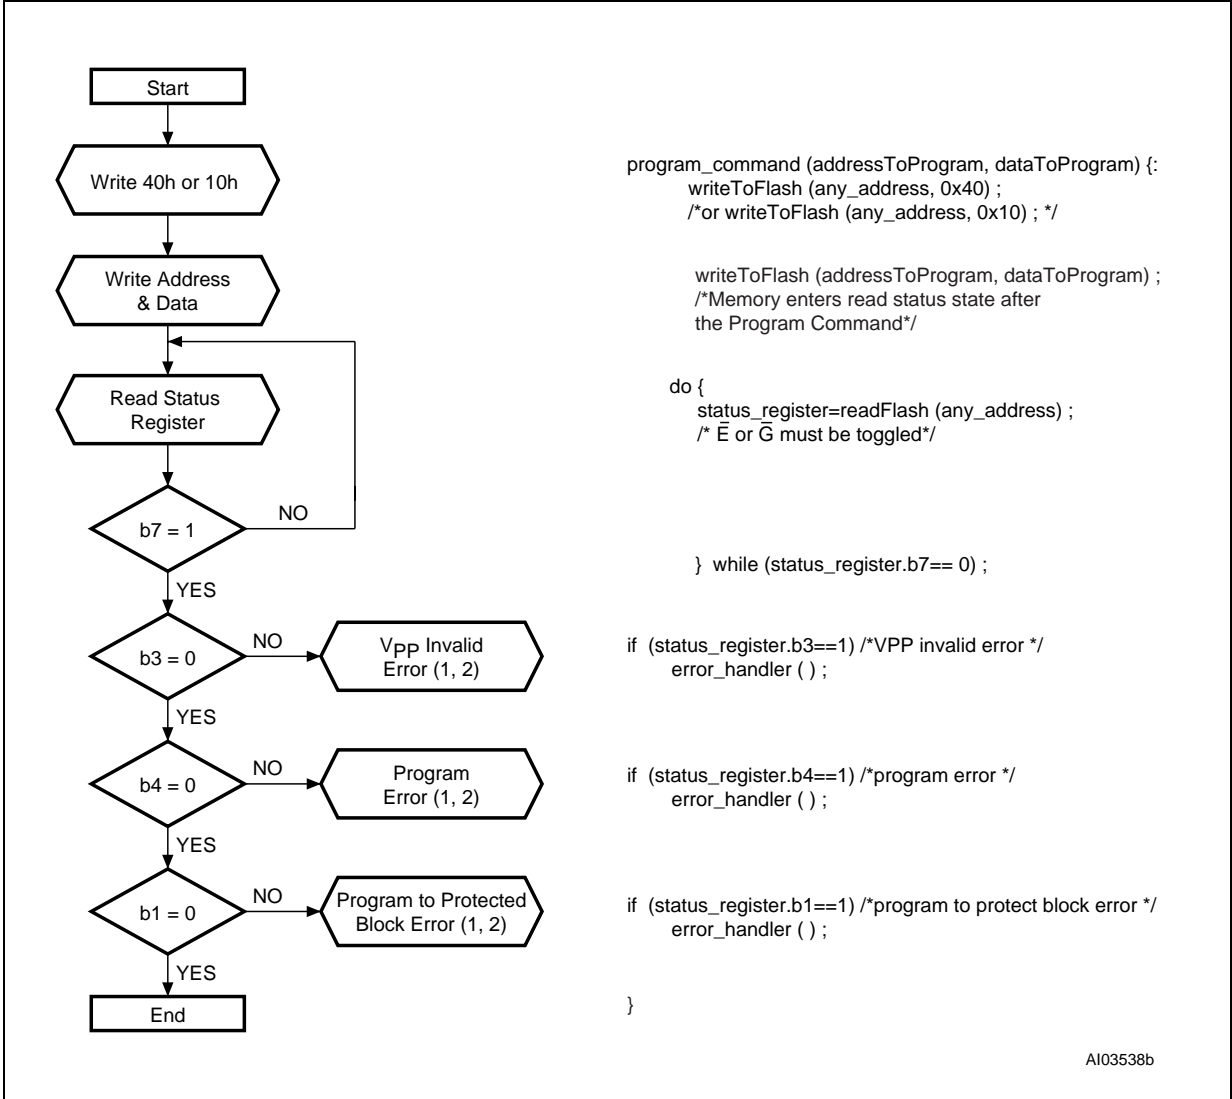 Start
Write 40h or 10h
Write Address
& Data
Read Status
Register
b7 = 1
NO
YES
b3 = 0
NO
VPP Invalid
Error (1, 2)
YES
b4 = 0
NO
Program
Error (1, 2)
YES
b1 = 0
NO
Program to Protected
Block Error (1, 2)
YES
End
program_command (addressToProgram, dataToProgram) {:
writeToFlash (any_address, 0x40) ;
/*or writeToFlash (any_address, 0x10) ; */
writeToFlash (addressToProgram, dataToProgram) ;
/*Memory enters read status state after
the Program Command*/
do {
status_register=readFlash (any_address) ;
/* E̅ or G̅ must be toggled*/
} while (status_register.b7== 0) ;
if (status_register.b3==1) /*VPP invalid error */
error_handler ( ) ;
if (status_register.b4==1) /*program error */
error_handler ( ) ;
if (status_register.b1==1) /*program to protect block error */
error_handler ( ) ;
}
AI03538b